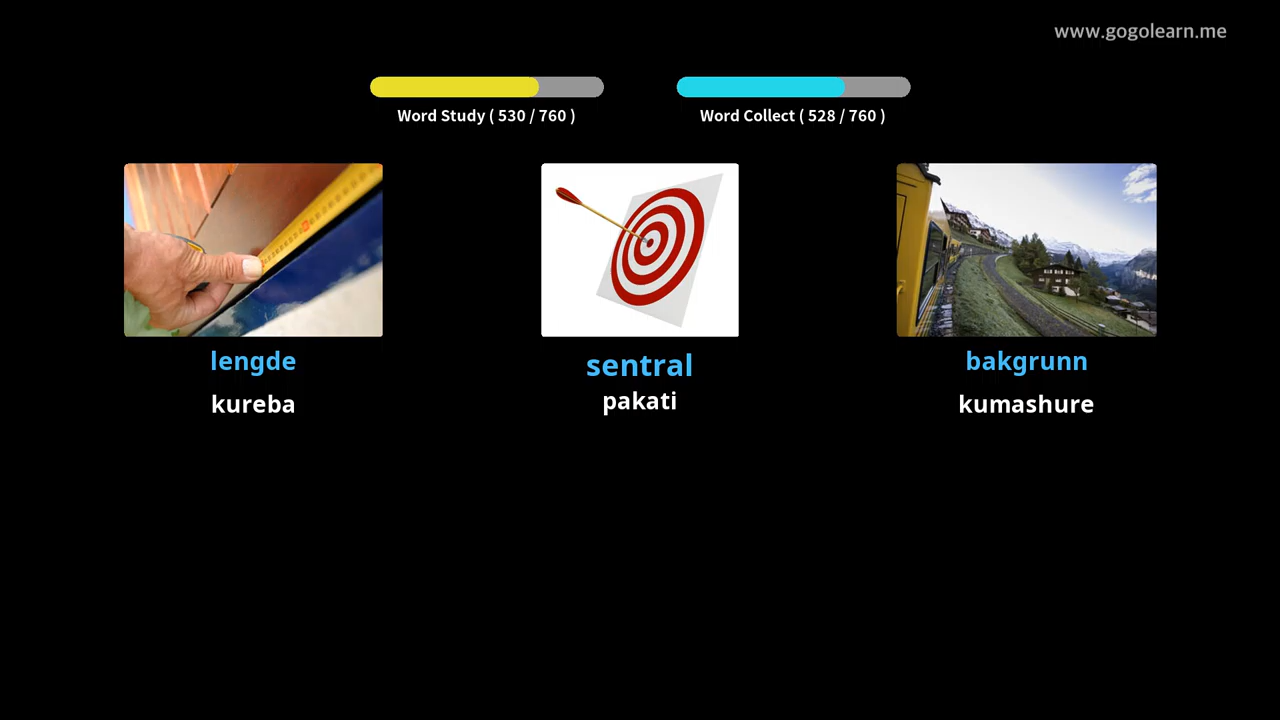 www.gogolearn.me
Word Study ( 530 / 760 )
Word Collect ( 528 / 760 )
lengde
kureba
sentral
pakati
bakgrunn
kumashure